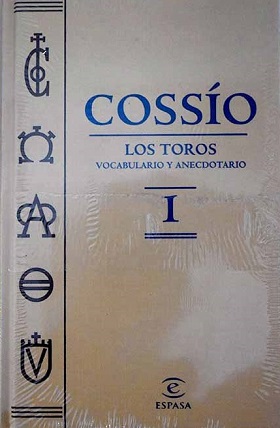 COSSÍO
LOS TOROS
VOCABULARIO Y ANECDOTARIO
I
e
ESPASA